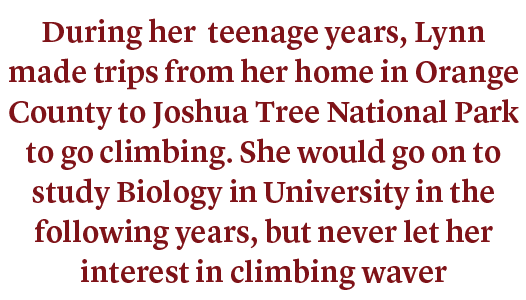 During her  teenage years, Lynn
made trips from her home in Orange
County to Joshua Tree National Park
to go climbing. She would go on to
study Biology in University in the
following years, but never let her
interest in climbing waver